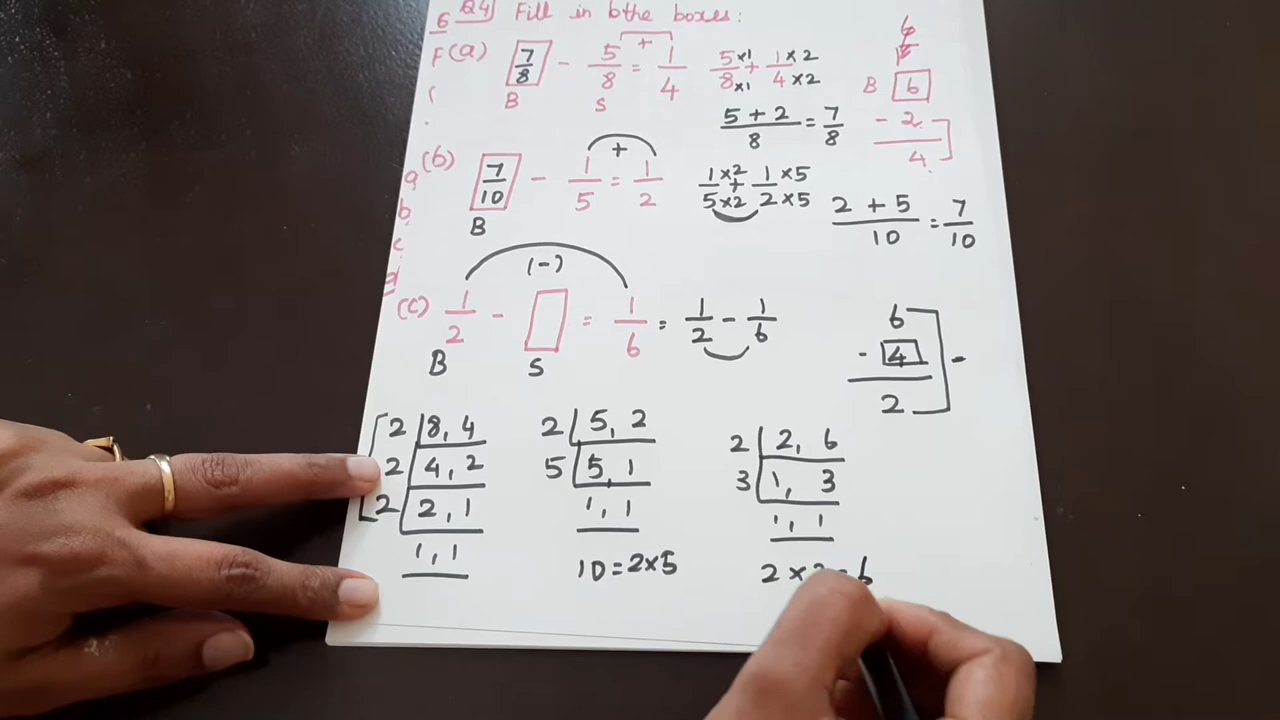 6 Q4] Fill in bthe boxes:
F (a) 7/8 - 5/8 = 1/4
+
B S
5×1/8×1 + 1×2/4×2
5 + 2/8 = 7/8
6
B 6
- 2
4
(b) 7/10 - 1/5 = 1/2
+
B
1×2/5×2 + 1×5/2×5
2 + 5/10 = 7/10
a
b
c
d
(-)
(c) 1/2 - □ = 1/6 = 1/2 - 1/6
B S
6
- 4 -
2
2 | 8, 4
2 | 4, 2
2 | 2, 1
1, 1
2 | 5, 2
5 | 5, 1
1, 1
10 = 2×5
2 | 2, 6
3 | 1, 3
1, 1
2 × = 6